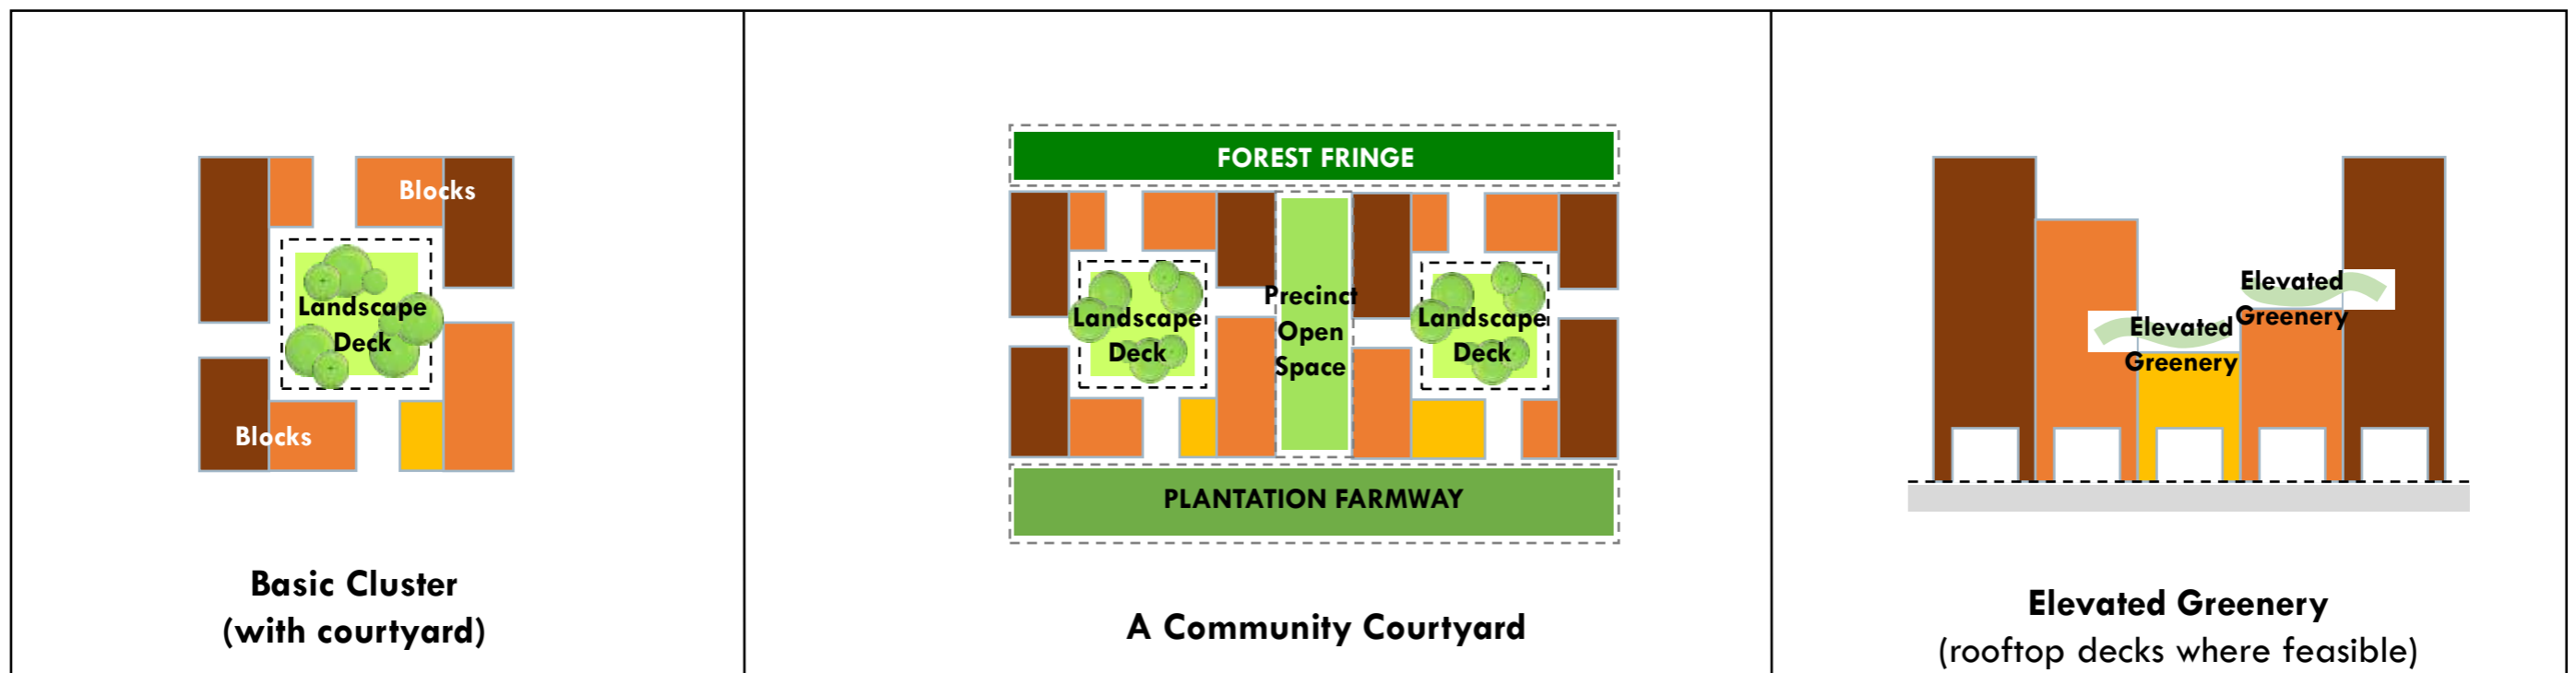 Blocks
Landscape
Deck
Blocks
Basic Cluster
(with courtyard)
FOREST FRINGE
Landscape
Deck
Precinct
Open
Space
Landscape
Deck
PLANTATION FARMWAY
A Community Courtyard
Elevated
Greenery
Elevated
Greenery
Elevated Greenery
(rooftop decks where feasible)